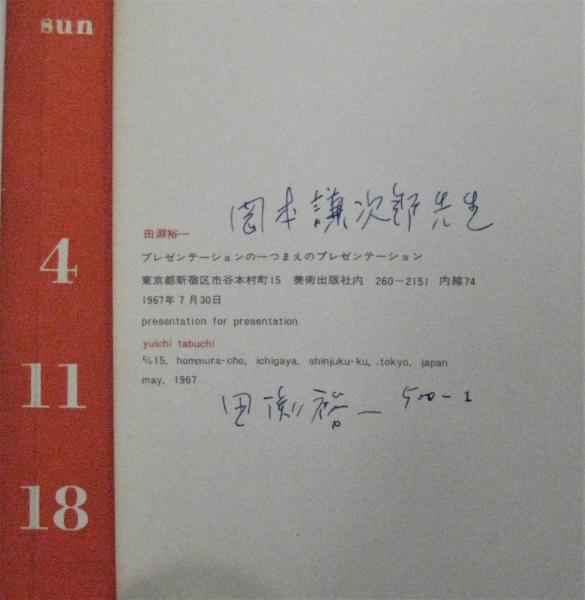 sun
4
11
18
岡本謙次郎先生
田淵裕一
プレゼンテーションの一つまえのプレゼンテーション
東京都新宿区市谷本村町15 美術出版社内 260-2151 内線74
1967年7月30日
presentation for presentation
yuichi tabuchi
℅15, hommura-cho, ichigaya, shinjuku-ku, .tokyo, japan
may, 1967
田淵裕一 500-1